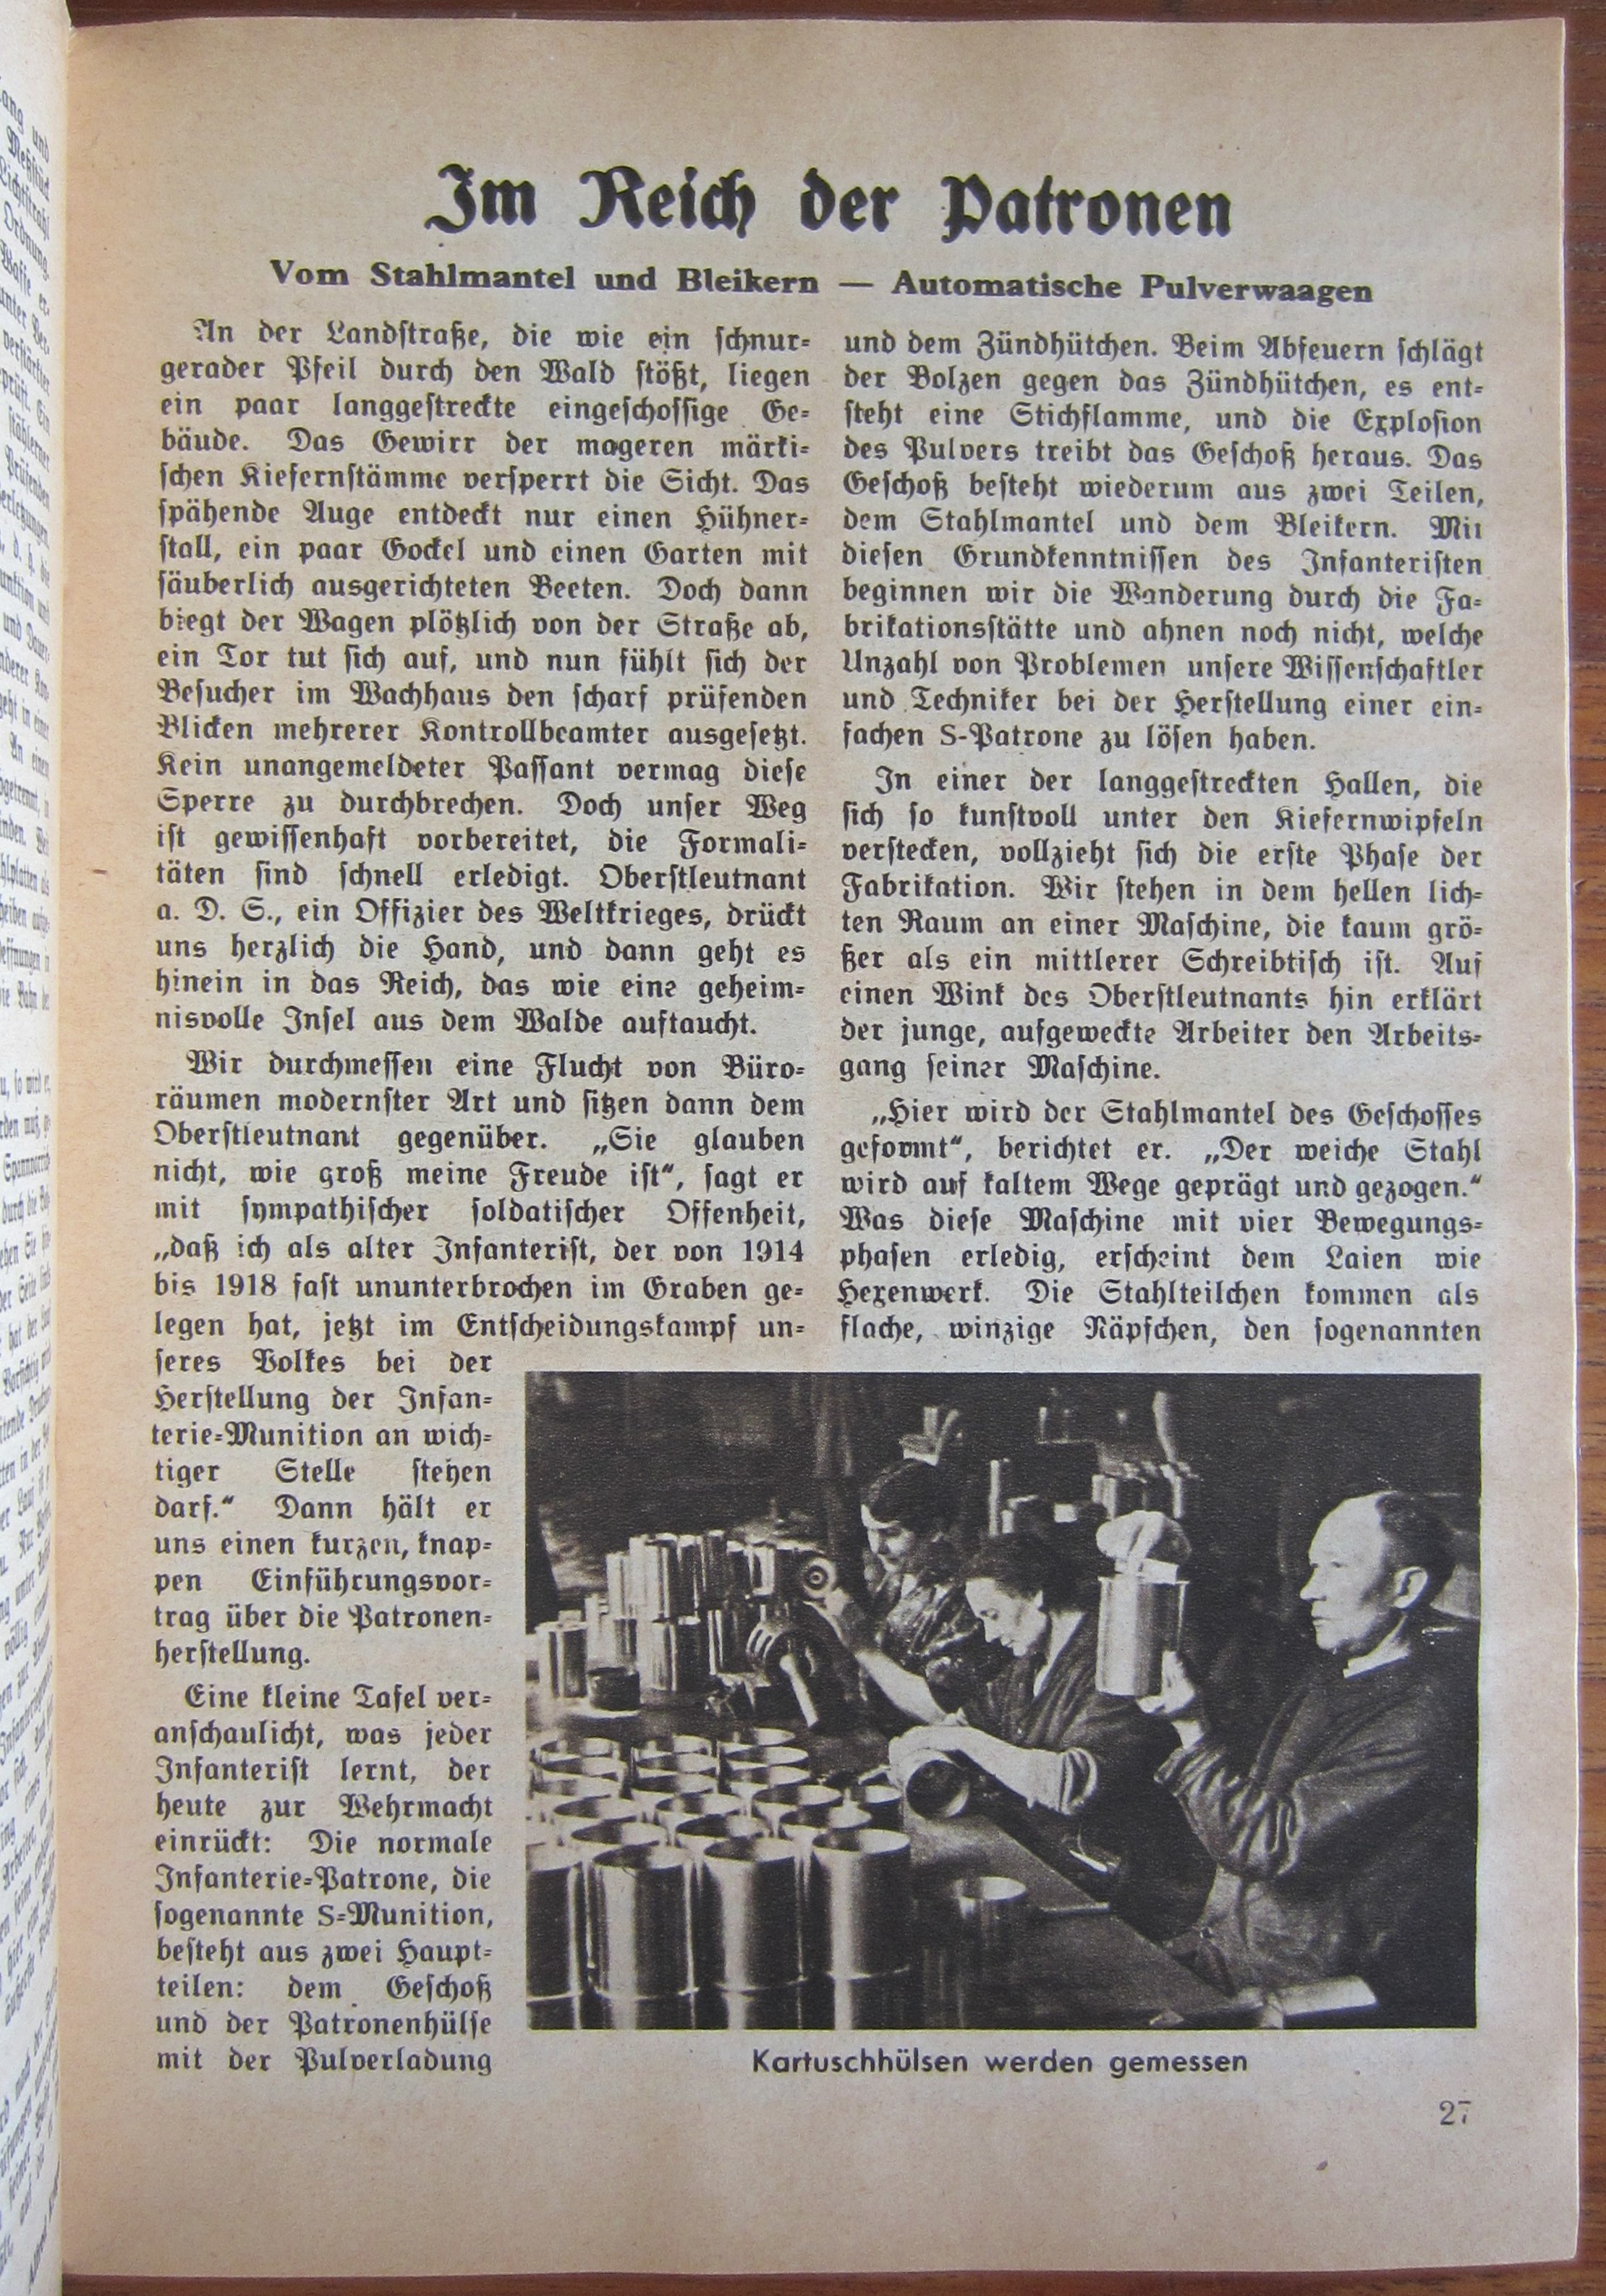 Im Reich der Patronen
Vom Stahlmantel und Bleikern — Automatische Pulverwaagen
An der Landstraße, die wie ein schnur-
gerader Pfeil durch den Wald stößt, liegen
ein paar langgestreckte eingeschossige Ge-
bäude. Das Gewirr der mageren märki-
schen Kiefernstämme versperrt die Sicht. Das
spähende Auge entdeckt nur einen Hühner-
stall, ein paar Gockel und einen Garten mit
säuberlich ausgerichteten Beeten. Doch dann
biegt der Wagen plötzlich von der Straße ab,
ein Tor tut sich auf, und nun fühlt sich der
Besucher im Wachhaus den scharf prüfenden
Blicken mehrerer Kontrollbeamter ausgesetzt.
Kein unangemeldeter Passant vermag diese
Sperre zu durchbrechen. Doch unser Weg
ist gewissenhaft vorbereitet, die Formali-
täten sind schnell erledigt. Oberstleutnant
a. D. S., ein Offizier des Weltkrieges, drückt
uns herzlich die Hand, und dann geht es
hinein in das Reich, das wie eine geheim-
nisvolle Insel aus dem Walde auftaucht.
Wir durchmessen eine Flucht von Büro-
räumen modernster Art und sitzen dann dem
Oberstleutnant gegenüber. „Sie glauben
nicht, wie groß meine Freude ist“, sagt er
mit sympathischer soldatischer Offenheit,
„daß ich als alter Infanterist, der von 1914
bis 1918 fast ununterbrochen im Graben ge-
legen hat, jetzt im Entscheidungskampf un-
seres Volkes bei der
Herstellung der Infan-
terie-Munition an wich-
tiger Stelle stehen
darf.“ Dann hält er
uns einen kurzen, knap-
pen Einführungsvor-
trag über die Patronen-
herstellung.
Eine kleine Tafel ver-
anschaulicht, was jeder
Infanterist lernt, der
heute zur Wehrmacht
einrückt: Die normale
Infanterie-Patrone, die
sogenannte S-Munition,
besteht aus zwei Haupt-
teilen: dem Geschoß
und der Patronenhülse
mit der Pulverladung
und dem Zündhütchen. Beim Abfeuern schlägt
der Bolzen gegen das Zündhütchen, es ent-
steht eine Stichflamme, und die Explosion
des Pulvers treibt das Geschoß heraus. Das
Geschoß besteht wiederum aus zwei Teilen,
dem Stahlmantel und dem Bleikern. Mit
diesen Grundkenntnissen des Infanteristen
beginnen wir die Wanderung durch die Fa-
brikationsstätte und ahnen noch nicht, welche
Unzahl von Problemen unsere Wissenschaftler
und Techniker bei der Herstellung einer ein-
fachen S-Patrone zu lösen haben.
In einer der langgestreckten Hallen, die
sich so kunstvoll unter den Kiefernwipfeln
verstecken, vollzieht sich die erste Phase der
Fabrikation. Wir stehen in dem hellen lich-
ten Raum an einer Maschine, die kaum grö-
ßer als ein mittlerer Schreibtisch ist. Auf
einen Wink des Oberstleutnants hin erklärt
der junge, aufgeweckte Arbeiter den Arbeits-
gang seiner Maschine.
„Hier wird der Stahlmantel des Geschosses
geformt“, berichtet er. „Der weiche Stahl
wird auf kaltem Wege geprägt und gezogen.“
Was diese Maschine mit vier Bewegungs-
phasen erledig, erscheint dem Laien wie
Hexenwerk. Die Stahlteilchen kommen als
flache, winzige Näpfchen, den sogenannten
Kartuschhülsen werden gemessen
27